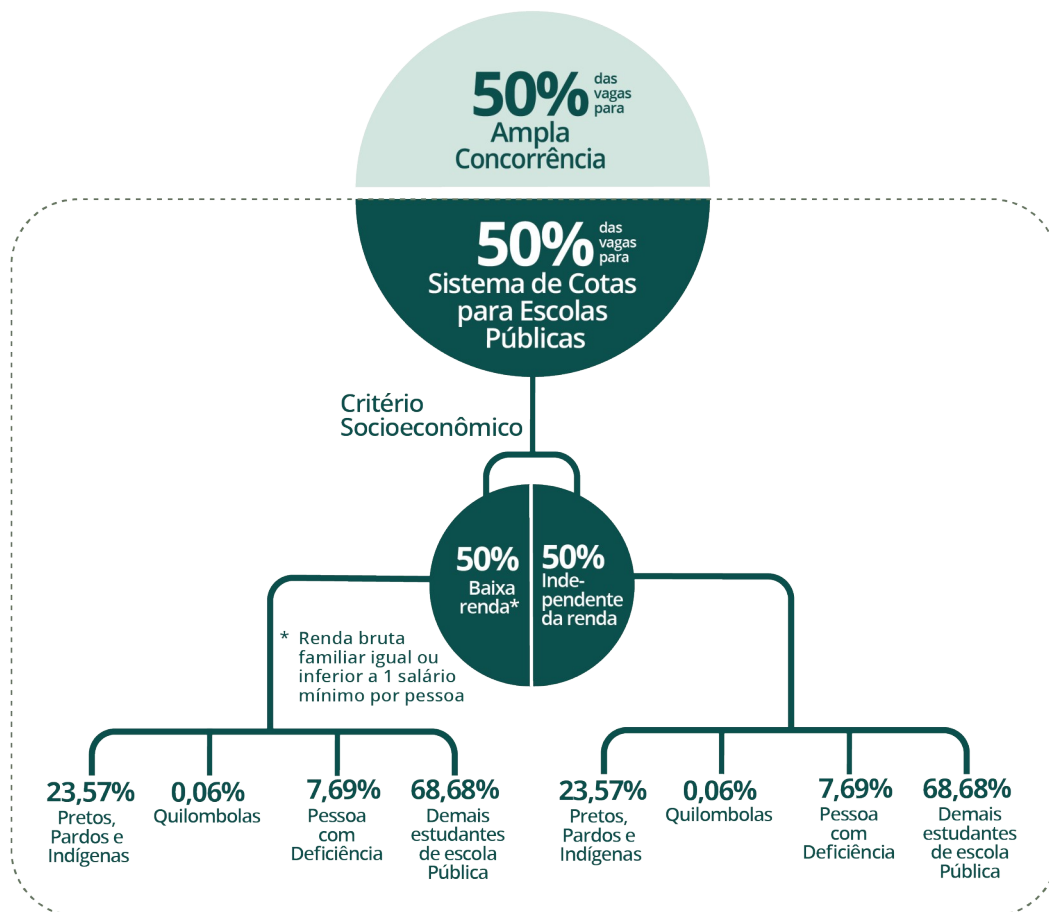 50% das
vagas
para
Ampla
Concorrência
50% das
vagas
para
Sistema de Cotas
para Escolas
Públicas
Critério
Socioeconômico
50%
Baixa
renda*
50%
Inde-
pendente
da renda
* Renda bruta
familiar igual ou
inferior a 1 salário
mínimo por pessoa
23,57%
Pretos,
Pardos e
Indígenas
0,06%
Quilombolas
7,69%
Pessoa
com
Deficiência
68,68%
Demais
estudantes
de escola
Pública
23,57%
Pretos,
Pardos e
Indígenas
0,06%
Quilombolas
7,69%
Pessoa
com
Deficiência
68,68%
Demais
estudantes
de escola
Pública